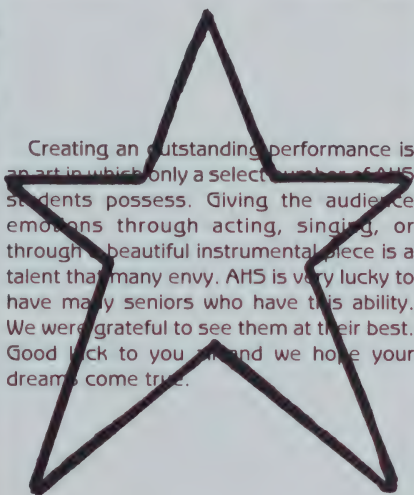 Creating an outstanding performance is
an art in which only a select number of AHS
students possess. Giving the audience
emotions through acting, singing, or
through a beautiful instrumental piece is a
talent that many envy. AHS is very lucky to
have many seniors who have this ability.
We were grateful to see them at their best.
Good luck to you all and we hope your
dreams come true.